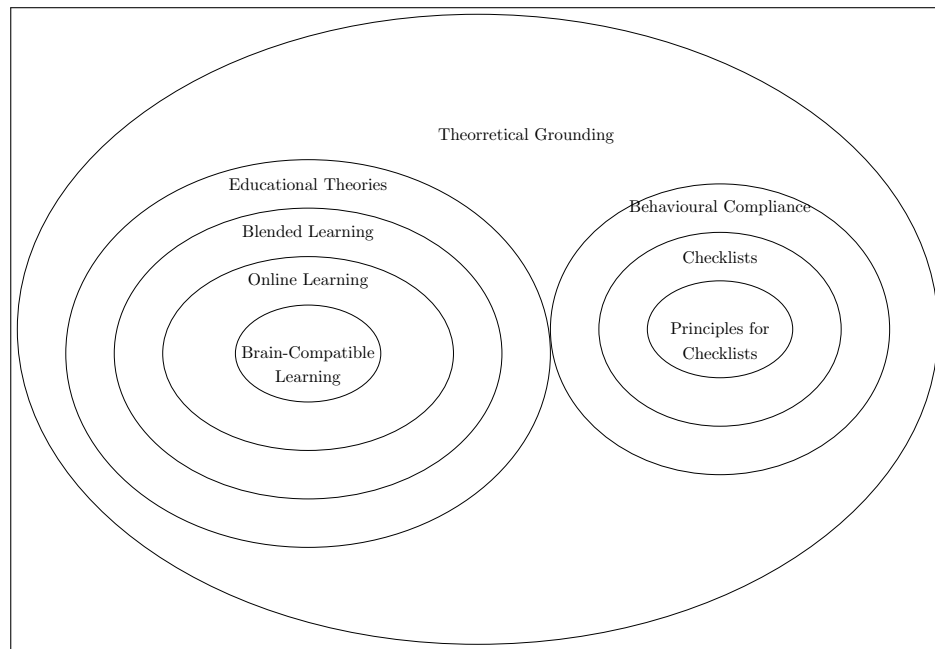 Theorretical Grounding
Educational Theories
Blended Learning
Online Learning
Brain-Compatible
Learning
Behavioural Compliance
Checklists
Principles for
Checklists